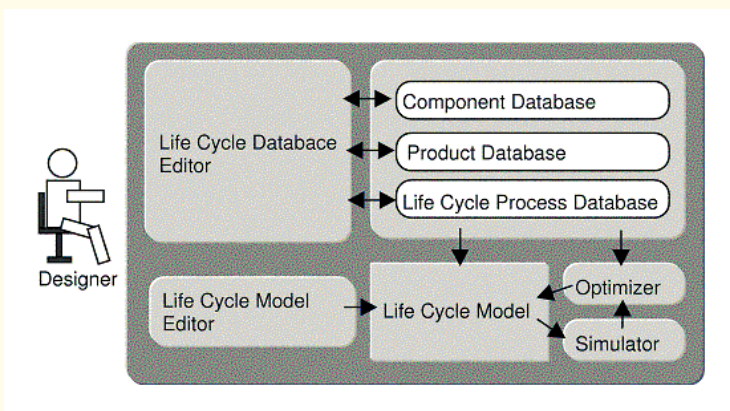 Life Cycle Databace
Editor
Component Database
Product Database
Life Cycle Process Database
Designer
Life Cycle Model
Editor
Life Cycle Model
Optimizer
Simulator